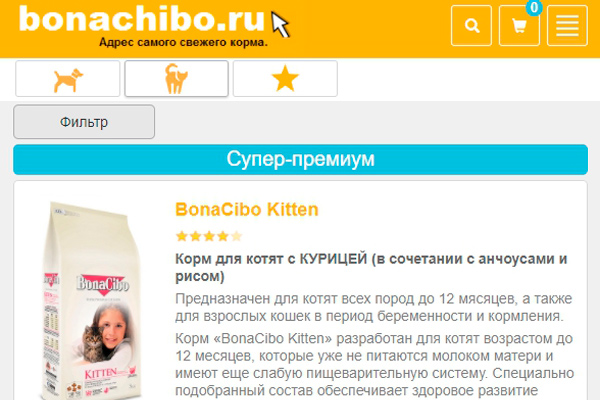 bonachibo.ru
Адрес самого свежего корма.
0
Фильтр
Супер-премиум
BonaCibo Kitten
Корм для котят с КУРИЦЕЙ (в сочетании с анчоусами и
рисом)
Предназначен для котят всех пород до 12 мясяцев, а также
для взрослых кошек в период беременности и кормления.
Корм «BonaCibo Kitten» разработан для котят возрастом до
12 месяцев, которые уже не питаются молоком матери и
имеют еще слабую пищеварительную систему. Специально
подобранный состав обеспечивает здоровое развитие
BonaCibo
KITTEN